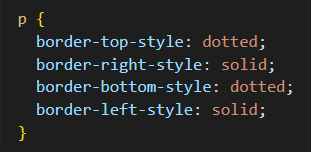 p {
  border-top-style: dotted;
  border-right-style: solid;
  border-bottom-style: dotted;
  border-left-style: solid;
}